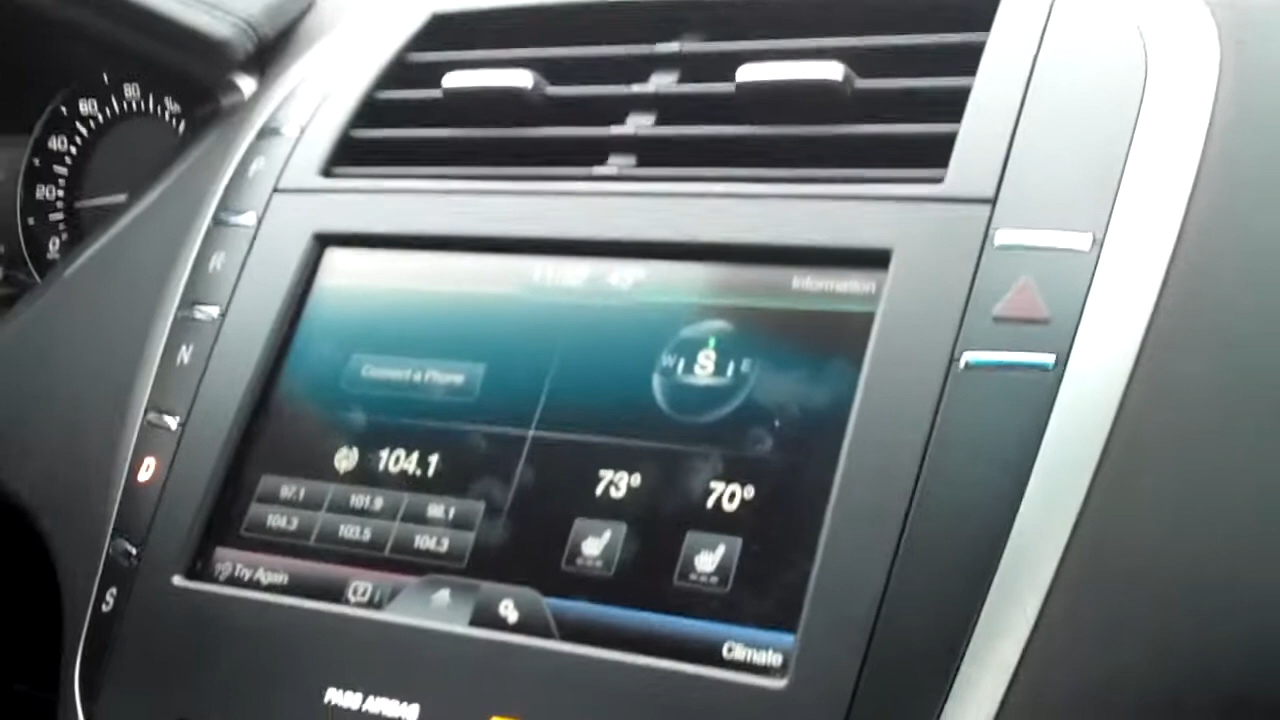 80
60
40
20
P
R
N
D
S
Information
W S E
Connect a Phone
104.1
97.1 101.9 98.1
104.3 103.5 104.3
73° 70°
Try Again
Climate
PASS AIRBAG